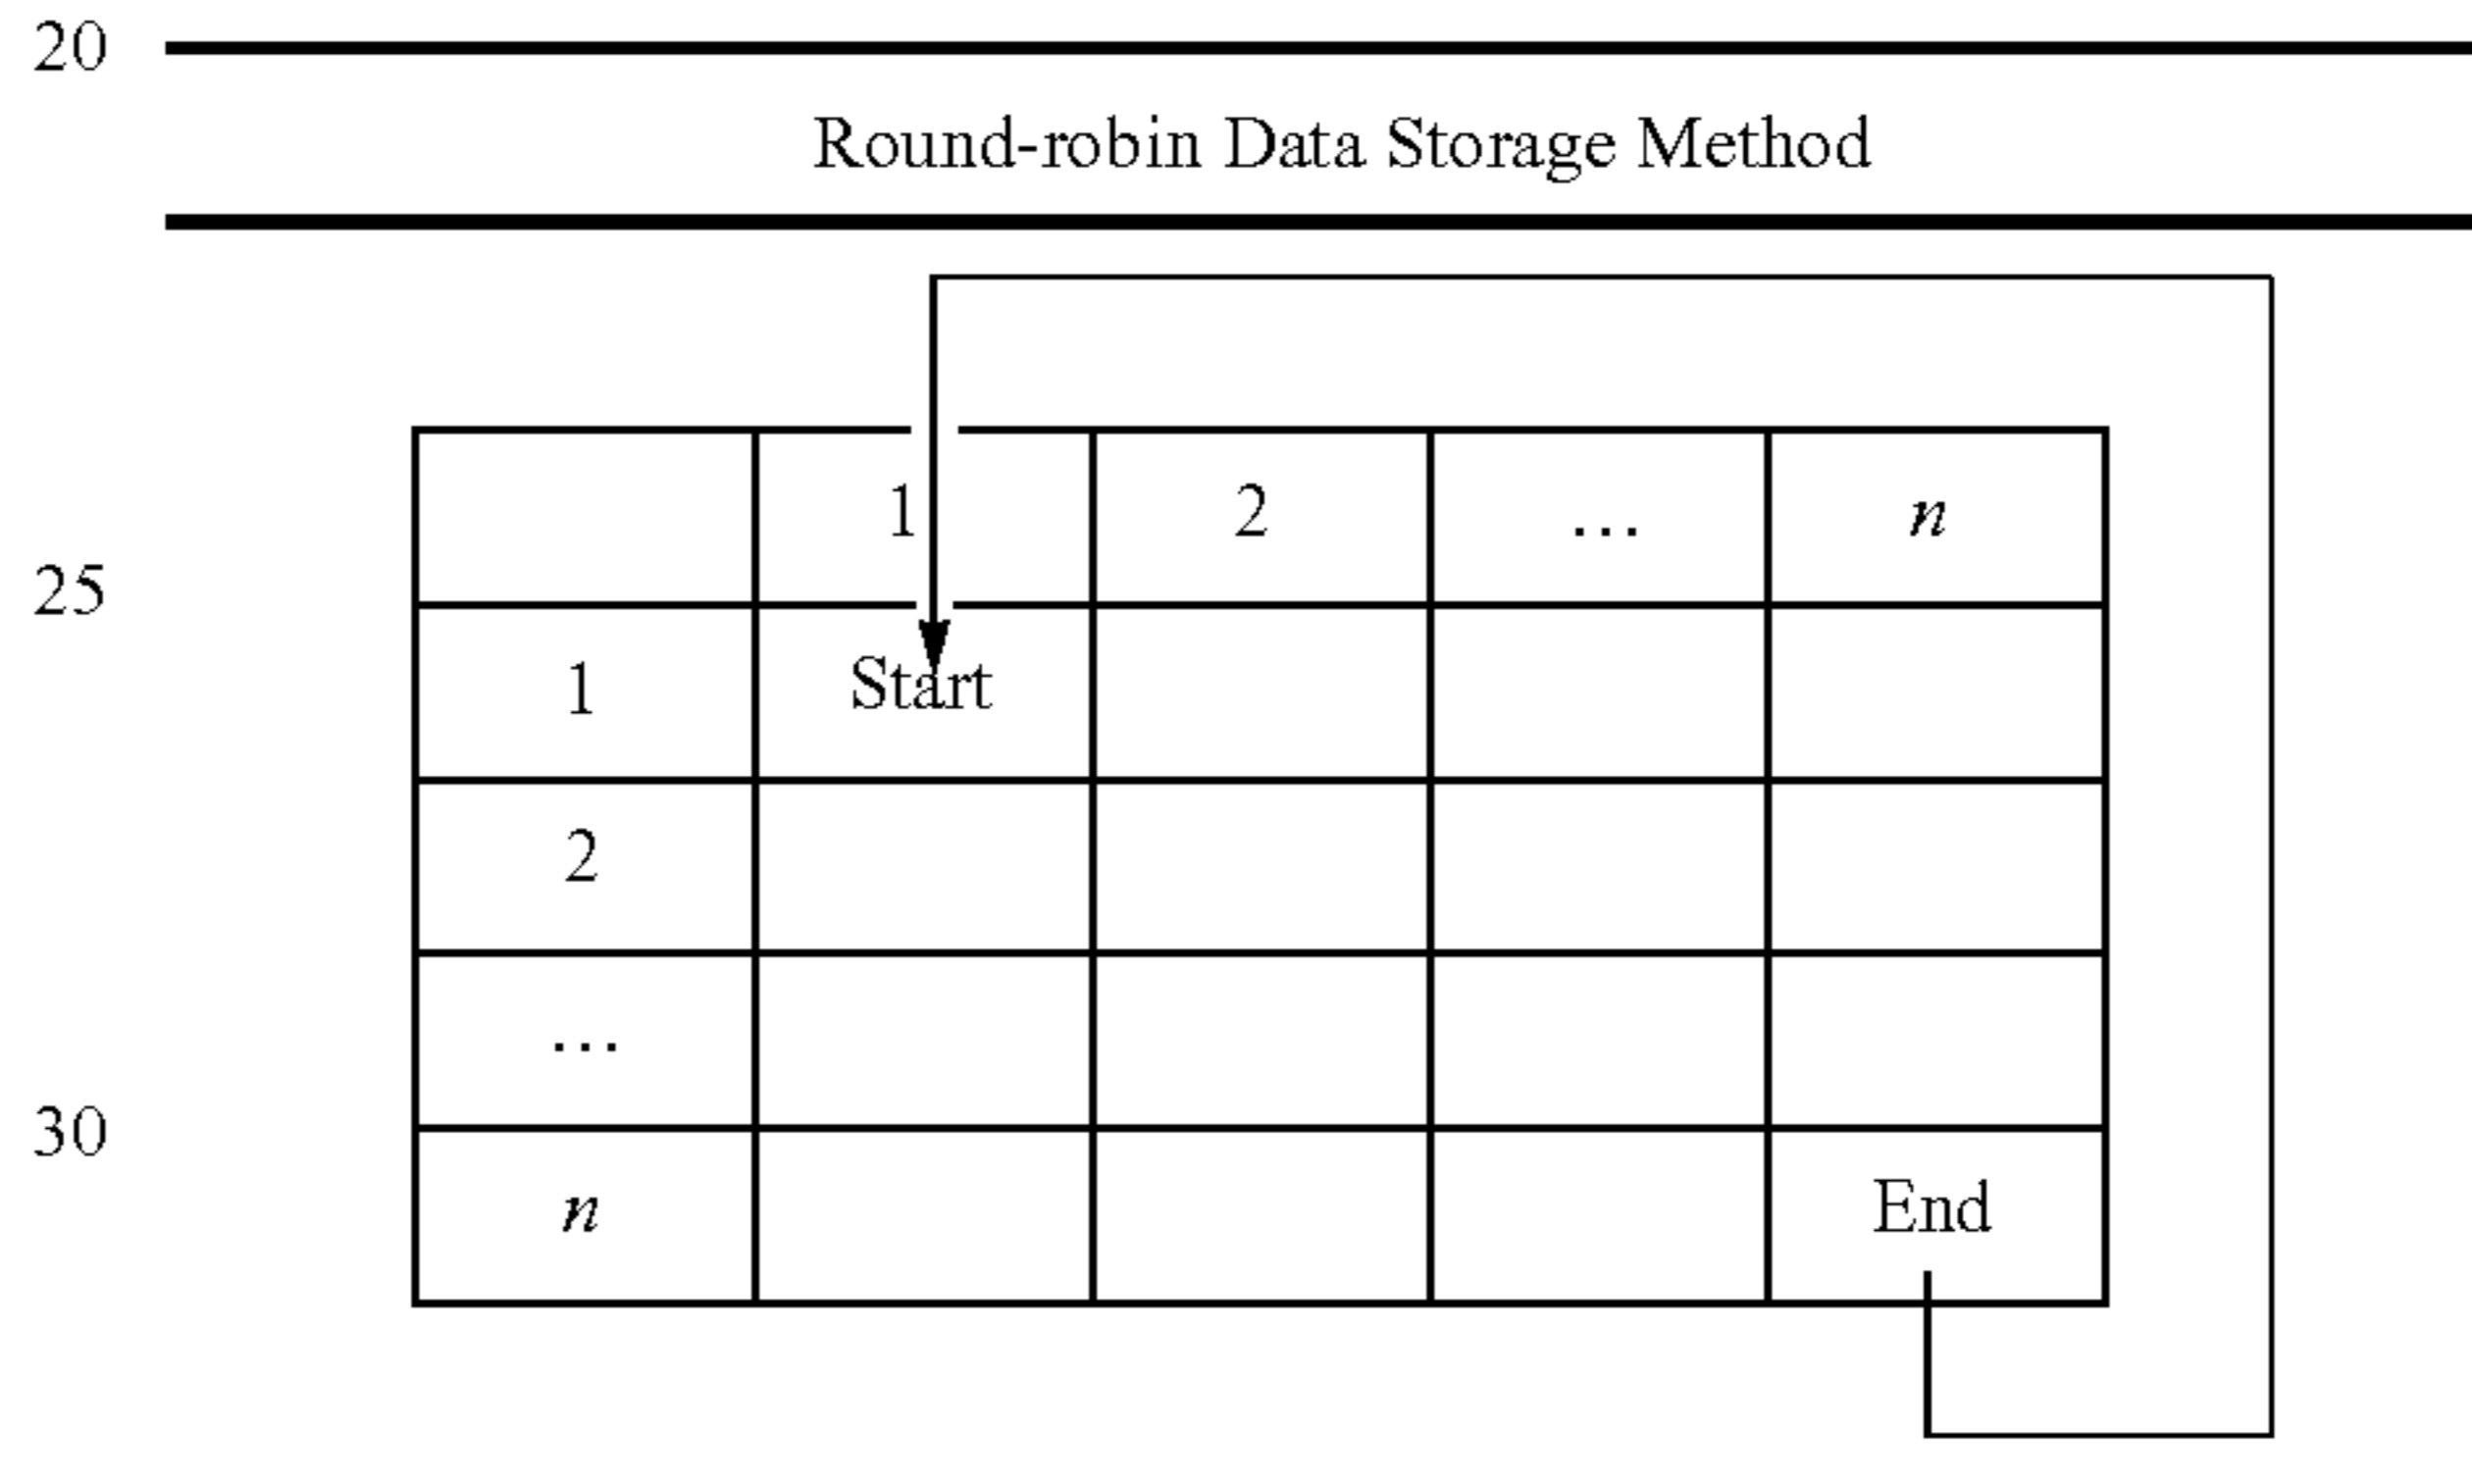 20
Round-robin Data Storage Method
1 2 … n
25
1 Start
2
…
30
n End